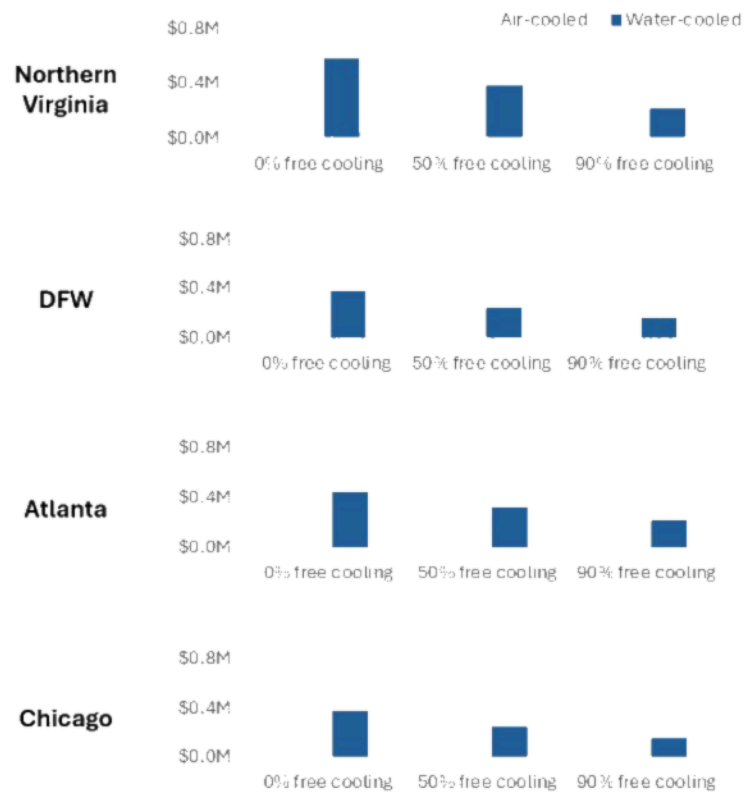 Air-cooled Water-cooled
$0.8M
Northern
Virginia
$0.4M
$0.0M
0% free cooling 50% free cooling 90% free cooling
$0.8M
DFW
$0.4M
$0.0M
0% free cooling 50% free cooling 90% free cooling
$0.8M
Atlanta
$0.4M
$0.0M
0% free cooling 50% free cooling 90% free cooling
$0.8M
Chicago
$0.4M
$0.0M
0% free cooling 50% free cooling 90% free cooling